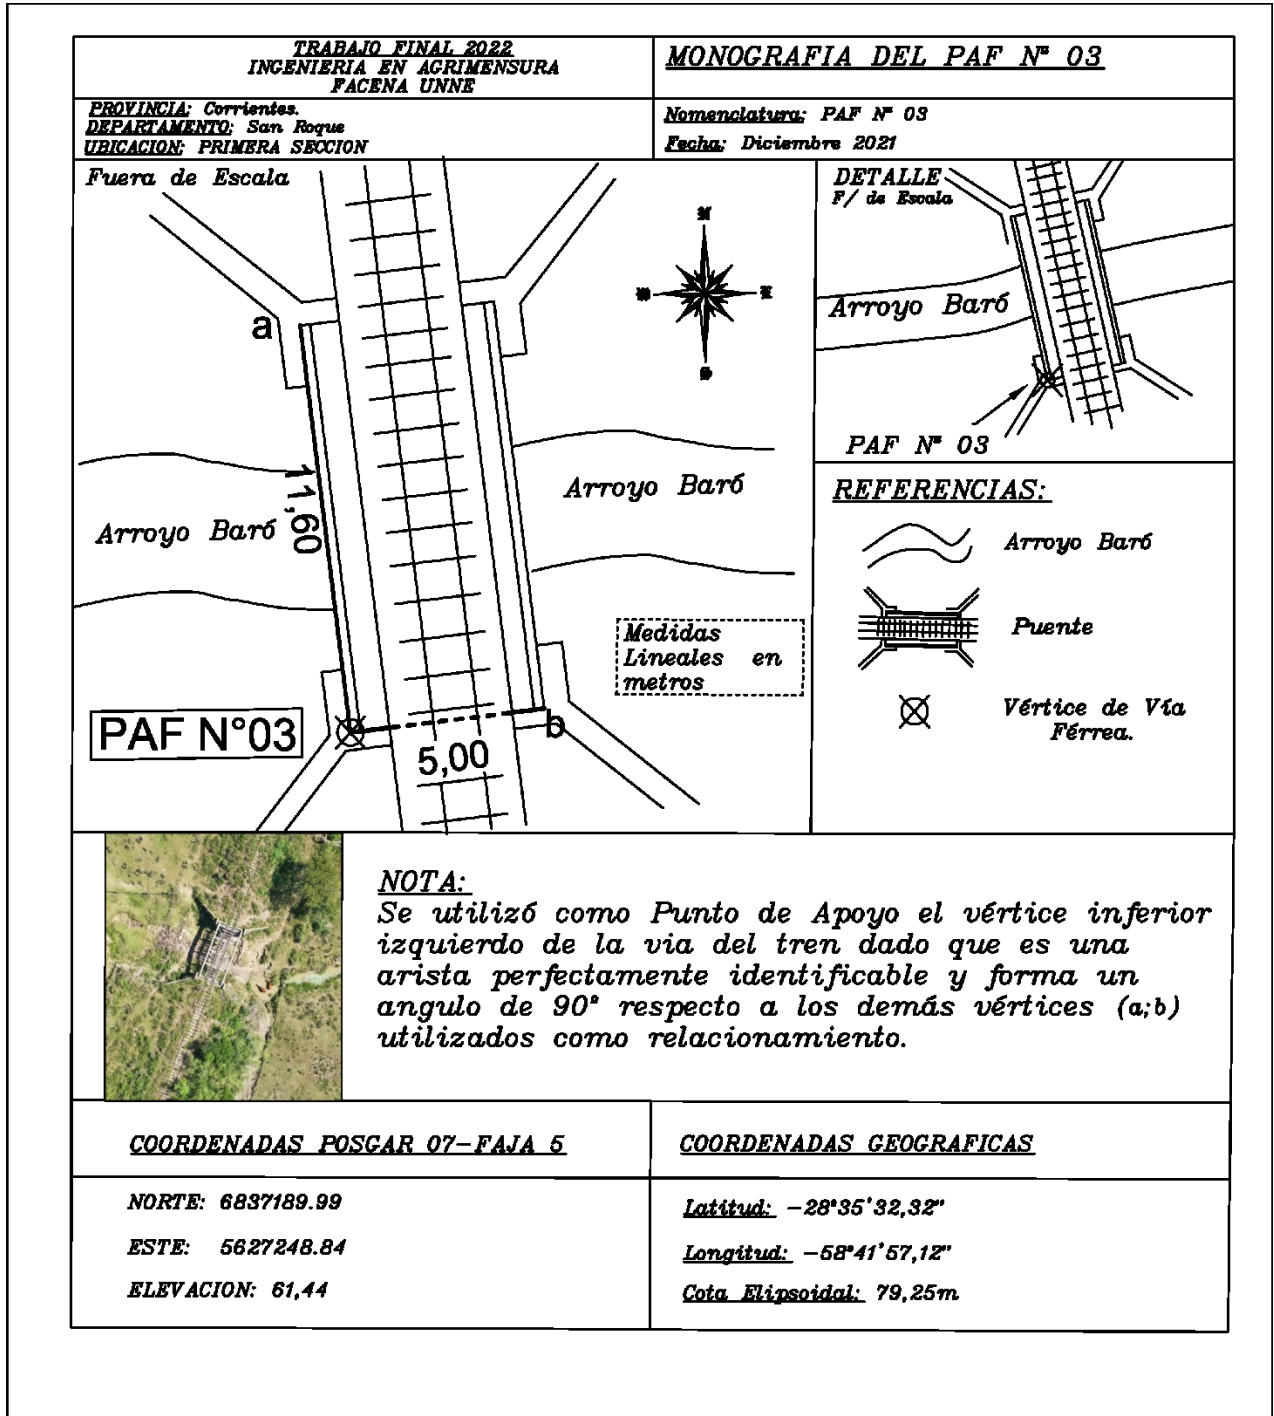 TRABAJO FINAL 2022
INGENIERIA EN AGRIMENSURA
FACENA UNNE
MONOGRAFIA DEL PAF Nº 03
PROVINCIA: Corrientes.
DEPARTAMENTO: San Roque
UBICACION: PRIMERA SECCION
Nomenclatura: PAF Nº 03
Fecha: Diciembre 2021
Fuera de Escala
a
N
O
E
S
11,60
Arroyo Baró
Arroyo Baró
Medidas
Lineales en
metros
PAF N°03
5,00
b
DETALLE
F/ de Escala
Arroyo Baró
PAF Nº 03
REFERENCIAS:
Arroyo Baró
Puente
Vértice de Vía
Férrea.
NOTA:
Se utilizó como Punto de Apoyo el vértice inferior
izquierdo de la via del tren dado que es una
arista perfectamente identificable y forma un
angulo de 90º respecto a los demás vértices (a;b)
utilizados como relacionamiento.
COORDENADAS POSGAR 07-FAJA 5
COORDENADAS GEOGRAFICAS
NORTE: 6837189.99
ESTE: 5627248.84
ELEVACION: 61,44
Latitud: -28º35'32,32"
Longitud: -58º41'57,12"
Cota Elipsoidal: 79,25m